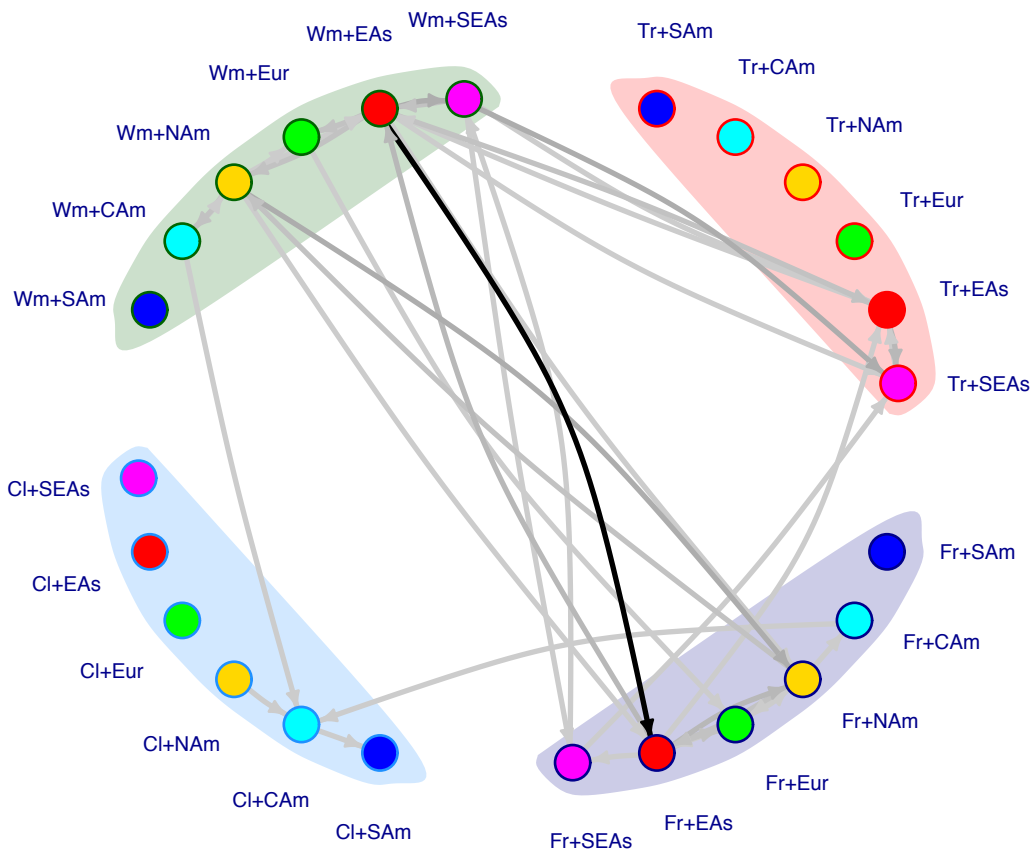 Wm+SEAs
Wm+EAs
Wm+Eur
Wm+NAm
Wm+CAm
Wm+SAm
Tr+SAm
Tr+CAm
Tr+NAm
Tr+Eur
Tr+EAs
Tr+SEAs
Cl+SEAs
Cl+EAs
Cl+Eur
Cl+NAm
Cl+CAm
Cl+SAm
Fr+SAm
Fr+CAm
Fr+NAm
Fr+Eur
Fr+EAs
Fr+SEAs